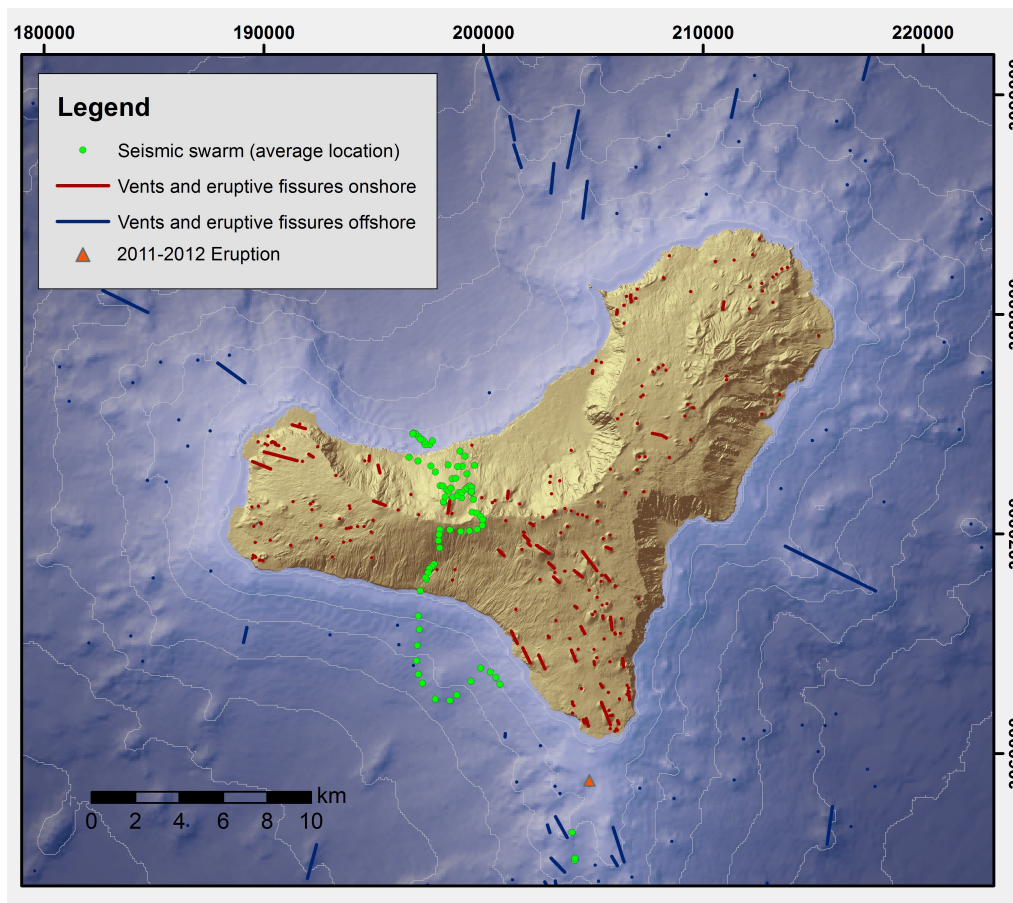 180000 190000 200000 210000 220000
Legend
Seismic swarm (average location)
Vents and eruptive fissures onshore
Vents and eruptive fissures offshore
2011-2012 Eruption
km
0 2 4 6 8 10